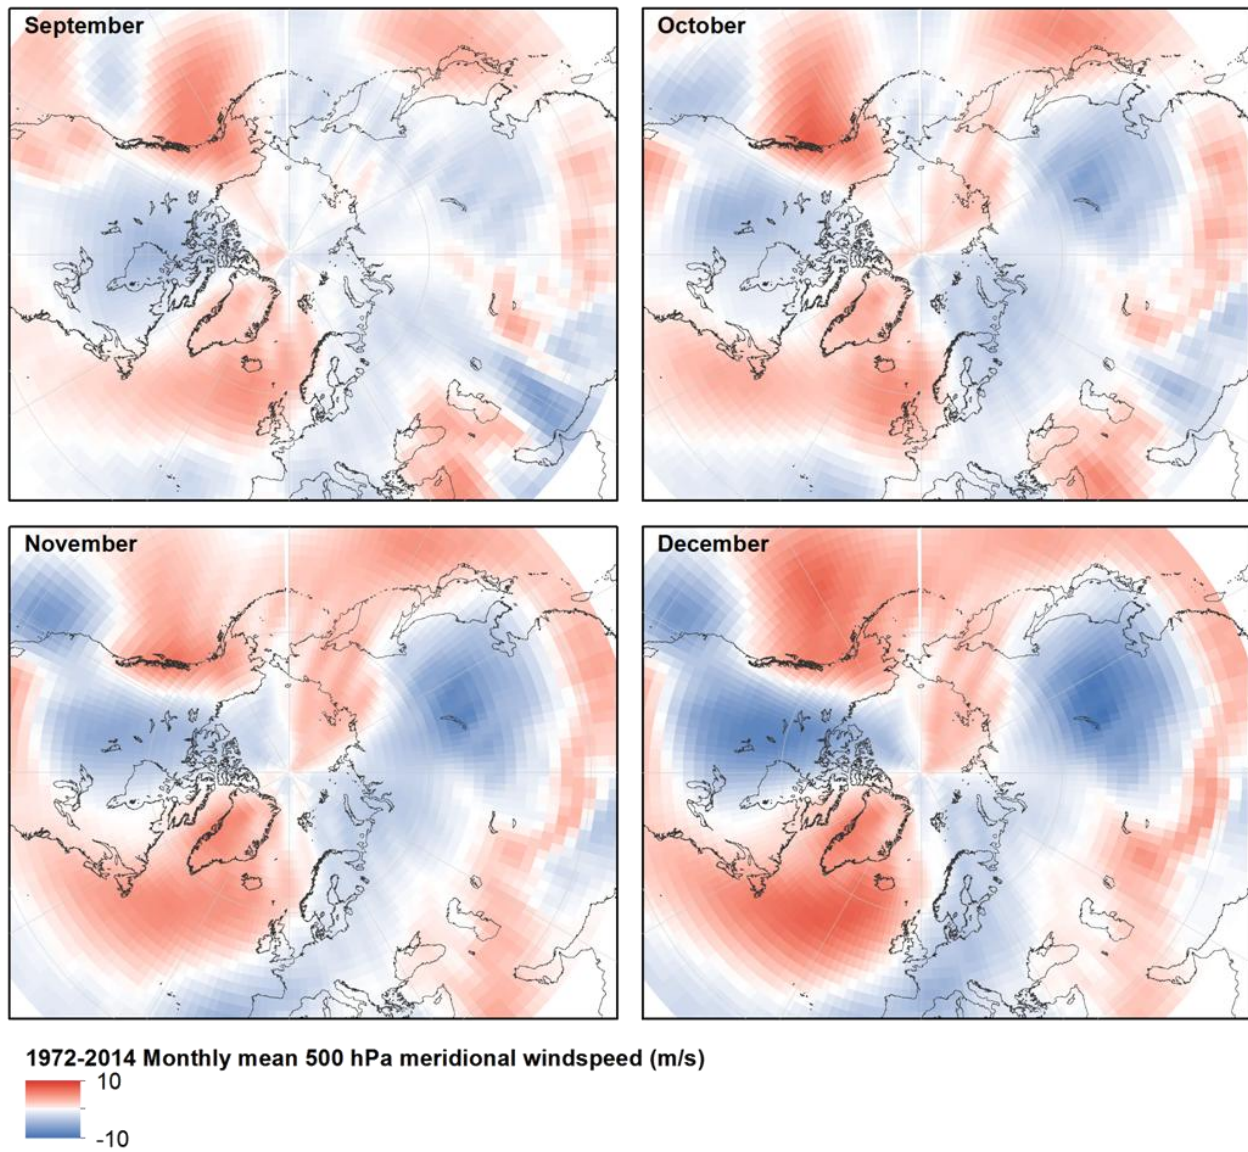 September
October
November
December
1972-2014 Monthly mean 500 hPa meridional windspeed (m/s)
10
-10